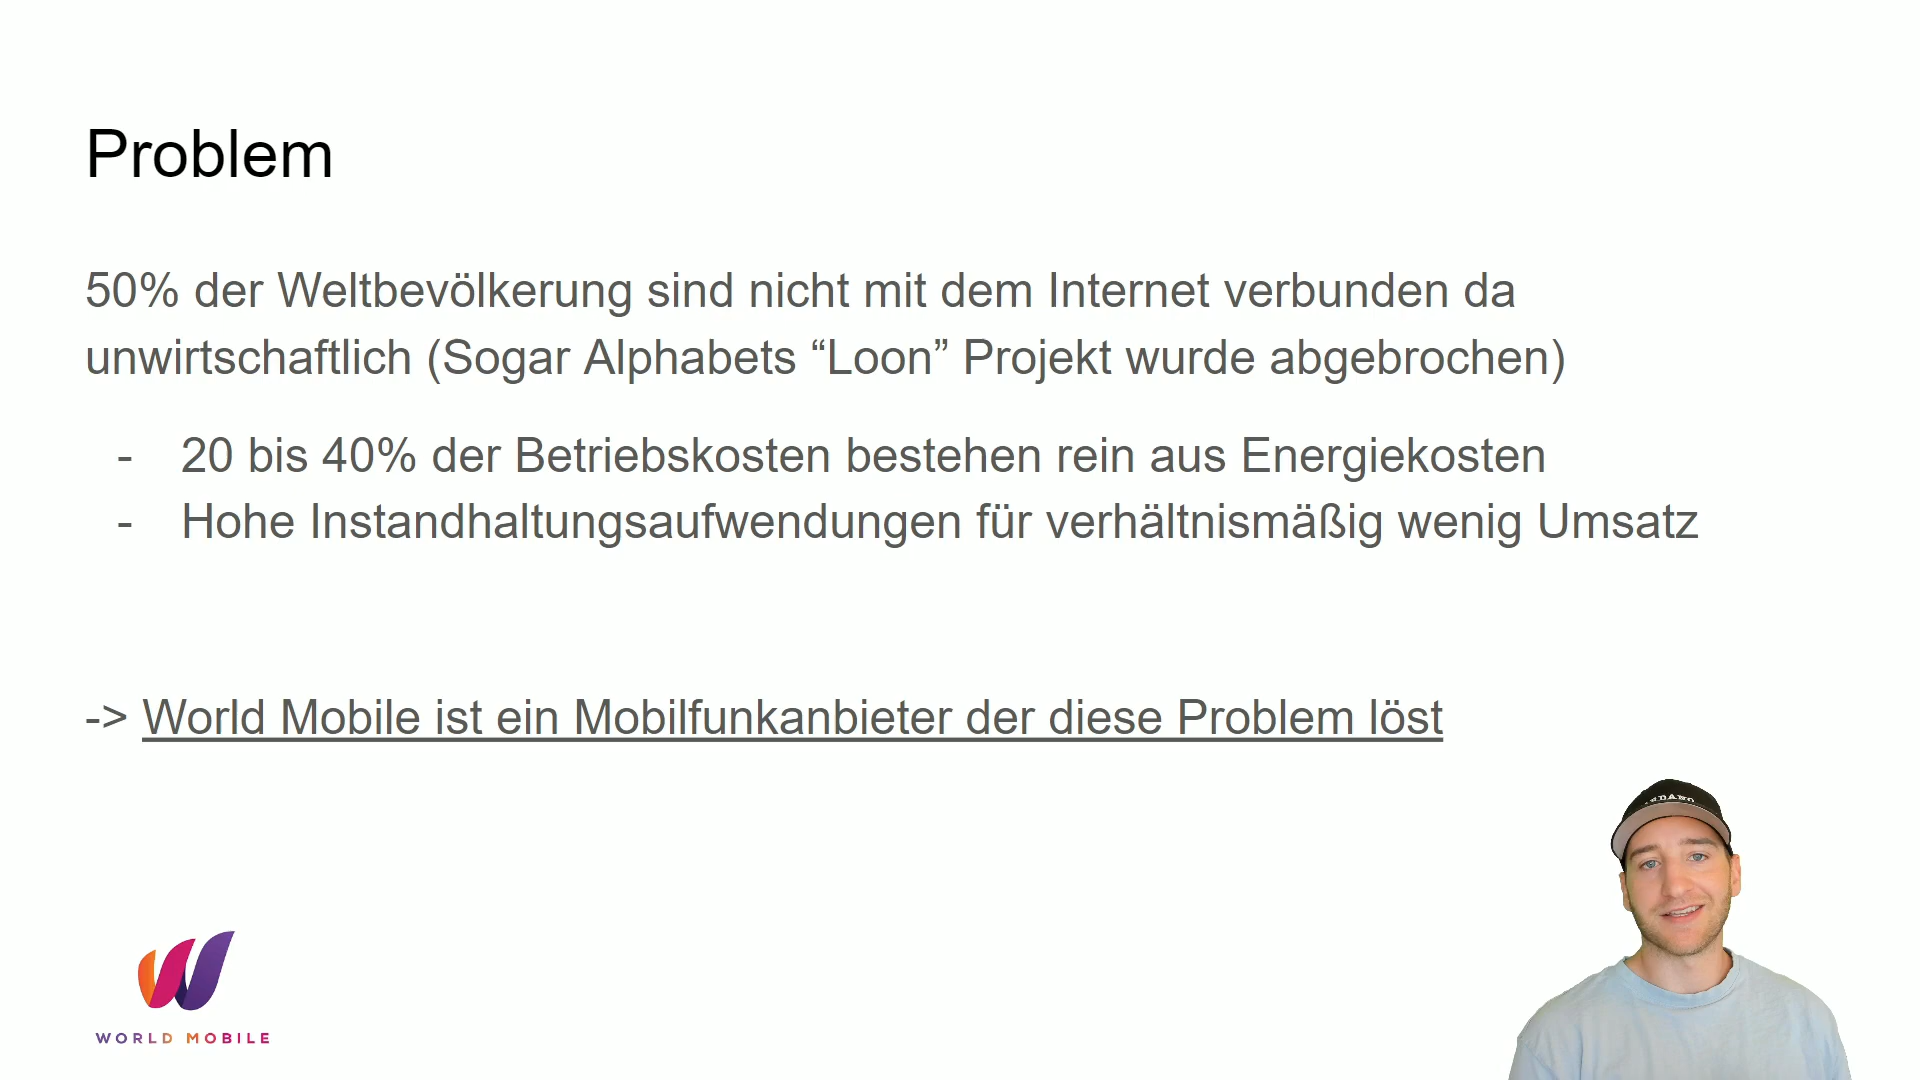 Problem
50% der Weltbevölkerung sind nicht mit dem Internet verbunden da
unwirtschaftlich (Sogar Alphabets “Loon” Projekt wurde abgebrochen)
- 20 bis 40% der Betriebskosten bestehen rein aus Energiekosten
- Hohe Instandhaltungsaufwendungen für verhältnismäßig wenig Umsatz
-> World Mobile ist ein Mobilfunkanbieter der diese Problem löst
WORLD MOBILE